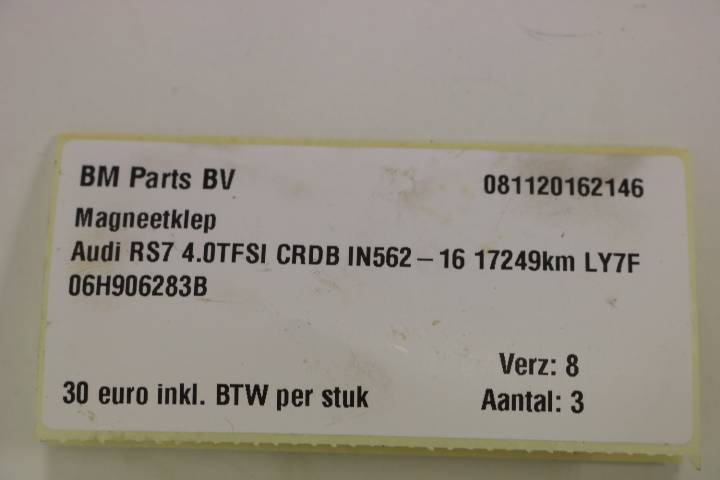 BM Parts BV 081120162146
Magneetklep
Audi RS7 4.0TFSI CRDB IN562 – 16 17249km LY7F
06H906283B
Verz: 8
30 euro inkl. BTW per stuk Aantal: 3